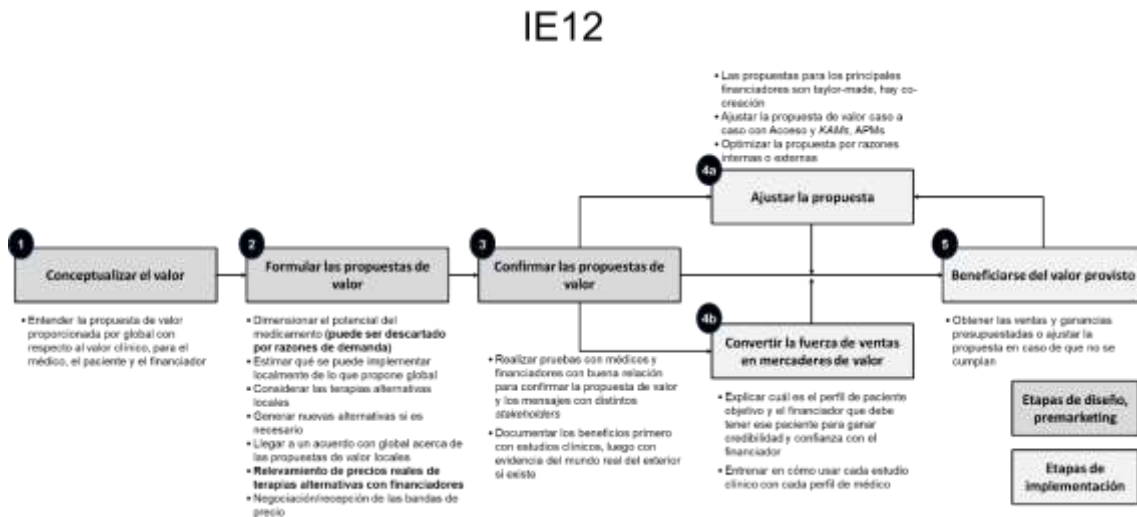 IE12
• Las propuestas para los principales
financiadores son taylor-made, hay co-
creación
• Ajustar la propuesta de valor caso a
caso con Acceso y KAMs, APMs
• Optimizar la propuesta por razones
internas o externas
4a
Ajustar la propuesta
1
Conceptualizar el valor
2
Formular las propuestas de
valor
3
Confirmar las propuestas de
valor
5
Beneficiarse del valor provisto
• Entender la propuesta de valor
proporcionada por global con
respecto al valor clínico, para el
médico, el paciente y el financiador
• Dimensionar el potencial del
medicamento (puede ser descartado
por razones de demanda)
• Estimar qué se puede implementar
localmente de lo que propone global
• Considerar las terapias alternativas
locales
• Generar nuevas alternativas si es
necesario
• Llegar a un acuerdo con global acerca de
las propuestas de valor locales
• Relevamiento de precios reales de
terapias alternativas con financiadores
• Negociación/recepción de las bandas de
precio
• Realizar pruebas con médicos y
financiadores con buena relación
para confirmar la propuesta de valor
y los mensajes con distintos
stakeholders
• Documentar los beneficios primero
con estudios clínicos, luego con
evidencia del mundo real del exterior
si existe
4b
Convertir la fuerza de ventas
en mercaderes de valor
• Explicar cuál es el perfil de paciente
objetivo y el financiador que debe
tener ese paciente para ganar
credibilidad y confianza con el
financiador
• Entrenar en cómo usar cada estudio
clínico con cada perfil de médico
• Obtener las ventas y ganancias
presupuestadas o ajustar la
propuesta en caso de que no se
cumplan
Etapas de diseño,
premarketing
Etapas de
implementación